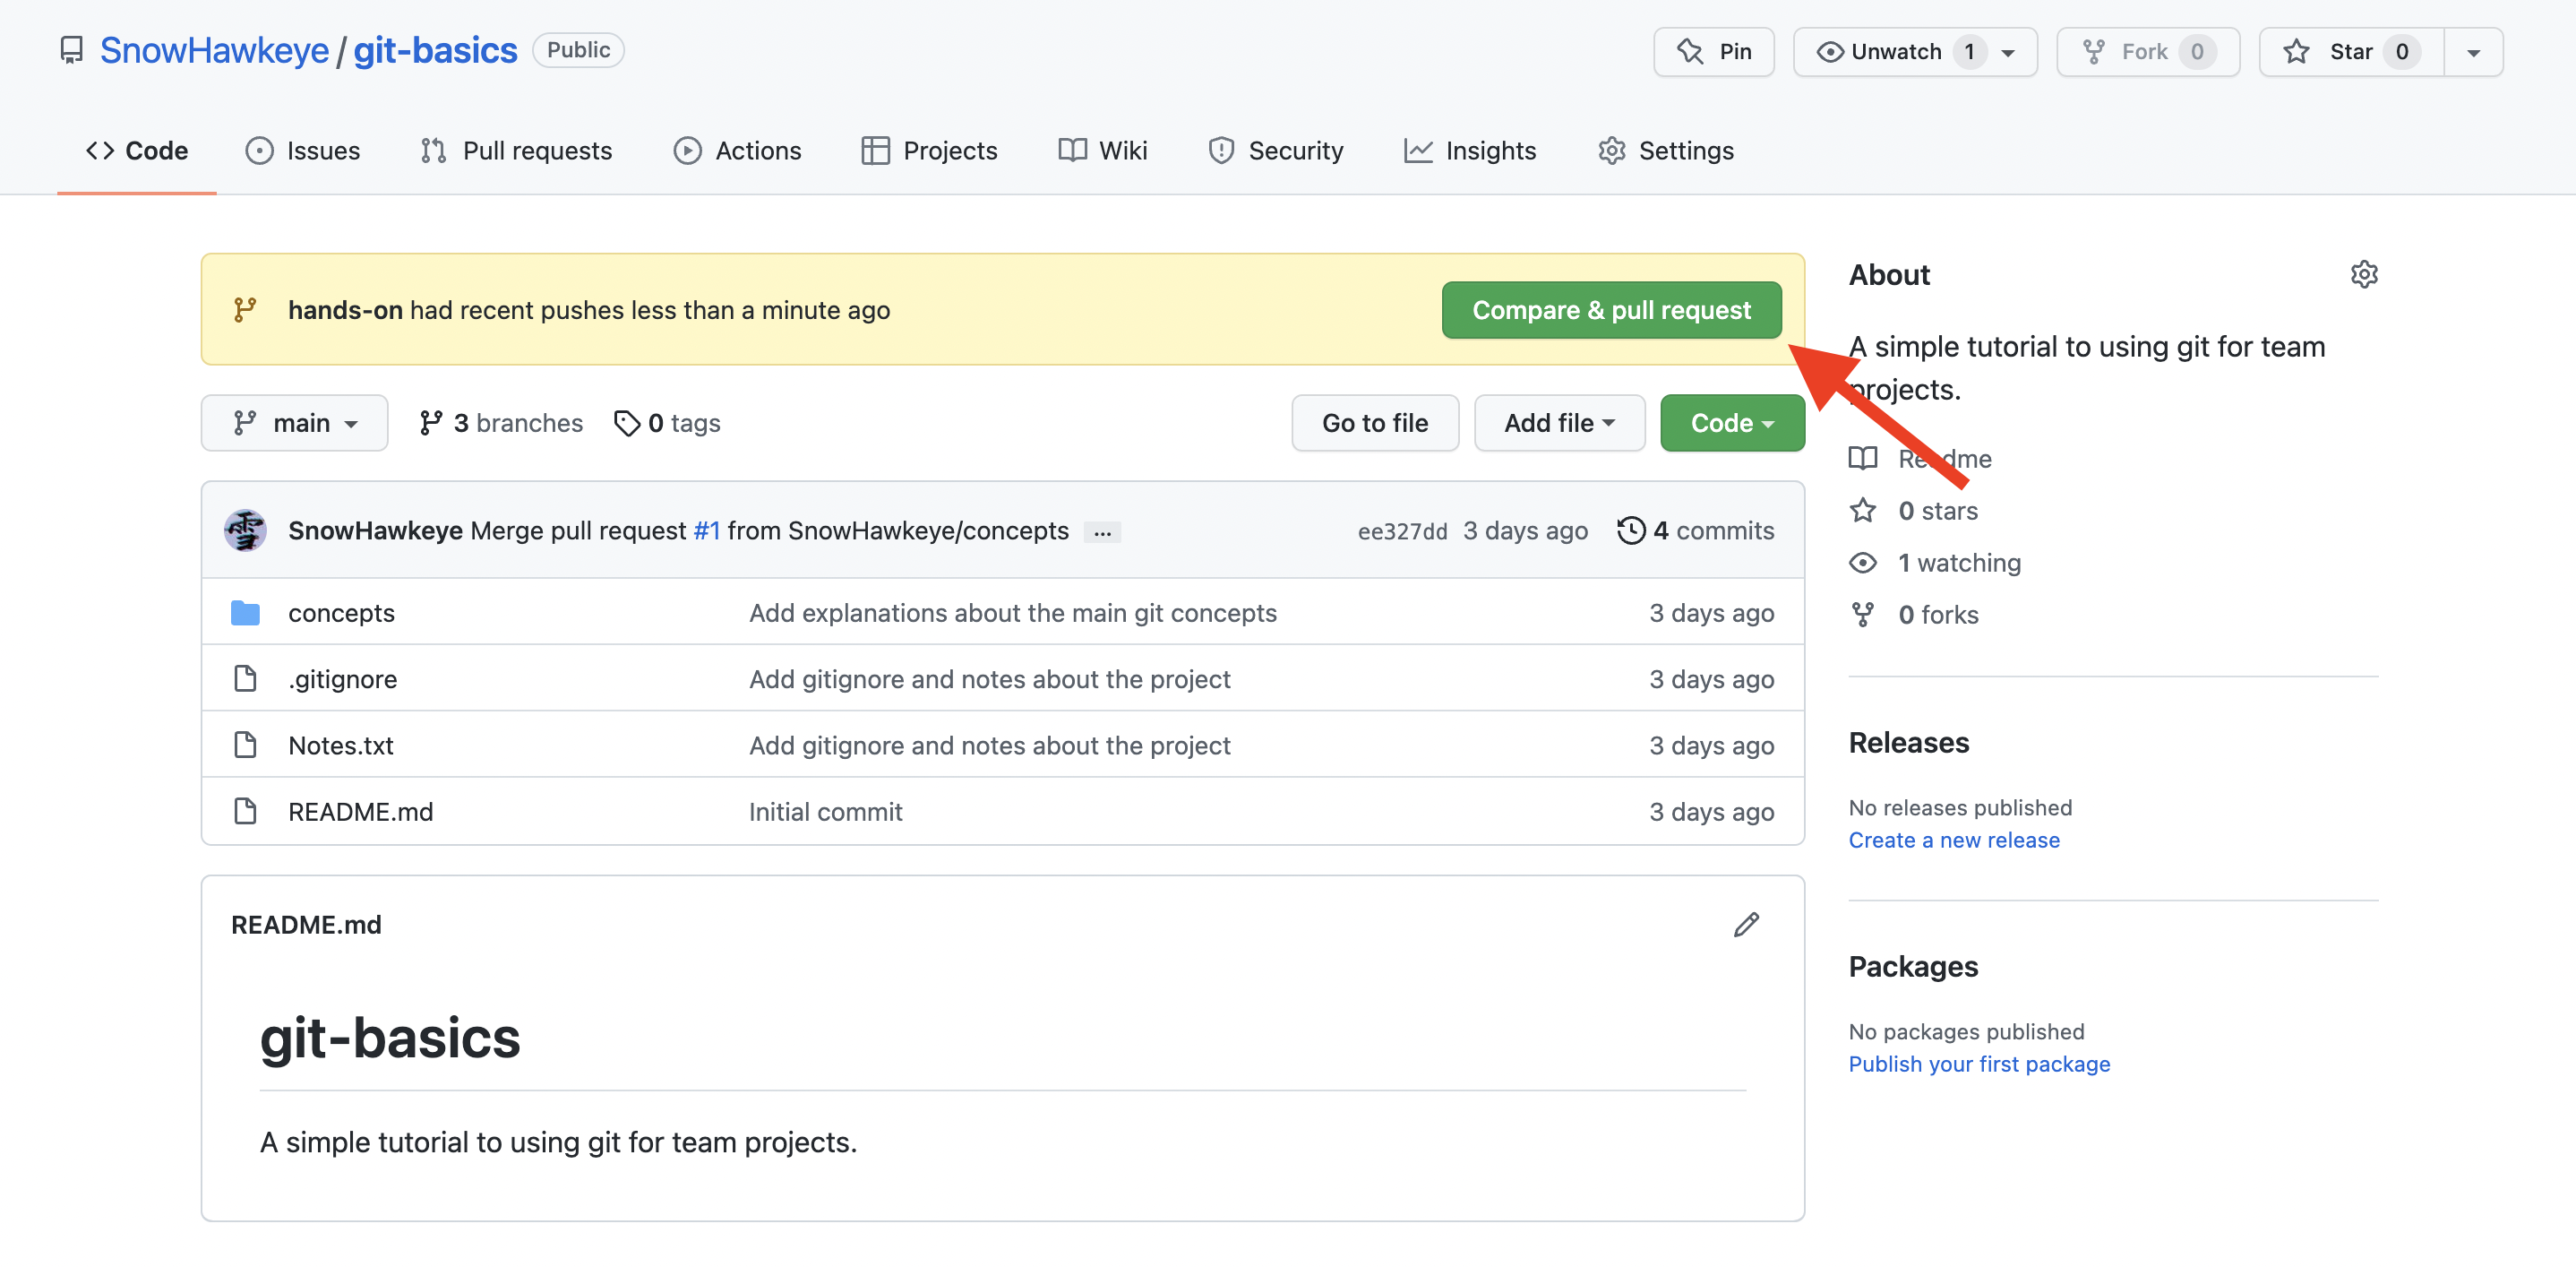 SnowHawkeye / git-basics Public
Pin
Unwatch 1
Fork 0
Star 0
Code
Issues
Pull requests
Actions
Projects
Wiki
Security
Insights
Settings
hands-on had recent pushes less than a minute ago
Compare & pull request
main
3 branches
0 tags
Go to file
Add file
Code
SnowHawkeye Merge pull request #1 from SnowHawkeye/concepts ...
ee327dd 3 days ago
4 commits
concepts Add explanations about the main git concepts 3 days ago
.gitignore Add gitignore and notes about the project 3 days ago
Notes.txt Add gitignore and notes about the project 3 days ago
README.md Initial commit 3 days ago
README.md
git-basics
A simple tutorial to using git for team projects.
About
A simple tutorial to using git for team
projects.
Readme
0 stars
1 watching
0 forks
Releases
No releases published
Create a new release
Packages
No packages published
Publish your first package